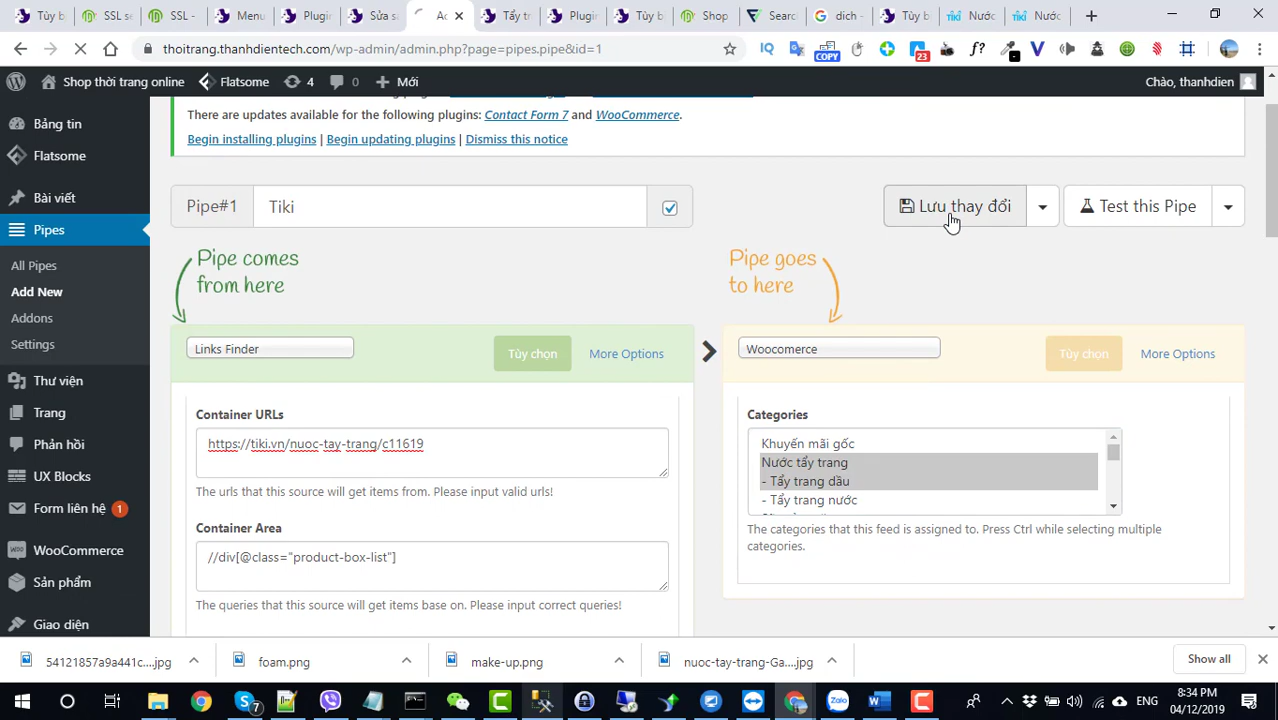 SSL se
SSL -
Menu
Plugin
Sửa s
Ac
Tẩy tr
Plugin
Tùy b
Shop
Searc
dich -
Tùy b
Nước
Nước
thoitrang.thanhdientech.com/wp-admin/admin.php?page=pipes.pipe&id=1
COPY
23
Shop thời trang online
Flatsome
4
0
Mới
Chào, thanhdien
There are updates available for the following plugins: Contact Form 7 and WooCommerce.
Begin installing plugins | Begin updating plugins | Dismiss this notice
Bảng tin
Flatsome
Bài viết
Pipes
All Pipes
Add New
Addons
Settings
Thư viện
Trang
Phản hồi
UX Blocks
Form liên hệ 1
WooCommerce
Sản phẩm
Giao diện
Pipe#1
Tiki
Lưu thay đổi
Test this Pipe
Pipe comes
from here
Pipe goes
to here
Links Finder
Tùy chọn
More Options
Woocomerce
Tùy chọn
More Options
Container URLs
https://tiki.vn/nuoc-tay-trang/c11619
The urls that this source will get items from. Please input valid urls!
Container Area
//div[@class="product-box-list"]
The queries that this source will get items base on. Please input correct queries!
Categories
Khuyến mãi gốc
Nước tẩy trang
- Tẩy trang dầu
- Tẩy trang nước
The categories that this feed is assigned to. Press Ctrl while selecting multiple
categories.
54121857a9a441c....jpg
foam.png
make-up.png
nuoc-tay-trang-Ga....jpg
Show all
7
ENG
8:34 PM
04/12/2019